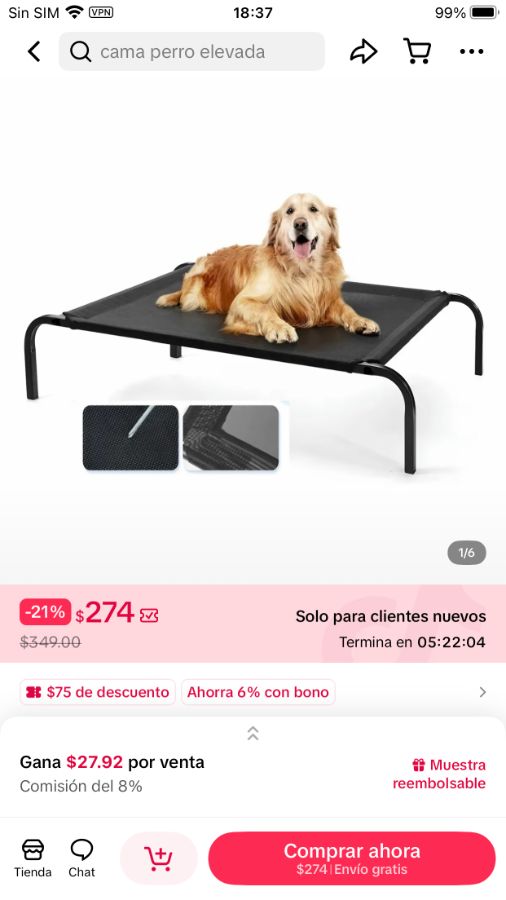 Sin SIM VPN 18:37 99%
cama perro elevada
1/6
-21% $274 Solo para clientes nuevos
$349.00 Termina en 05:22:04
$75 de descuento Ahorra 6% con bono
Gana $27.92 por venta Muestra
Comisión del 8% reembolsable
Tienda Chat Comprar ahora
$274 | Envío gratis